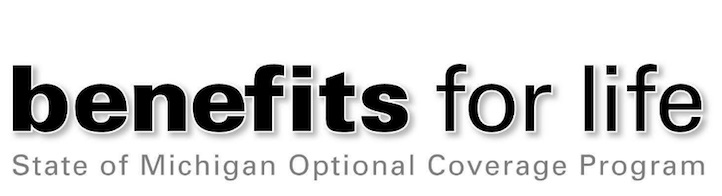 benefits for life
State of Michigan Optional Coverage Program